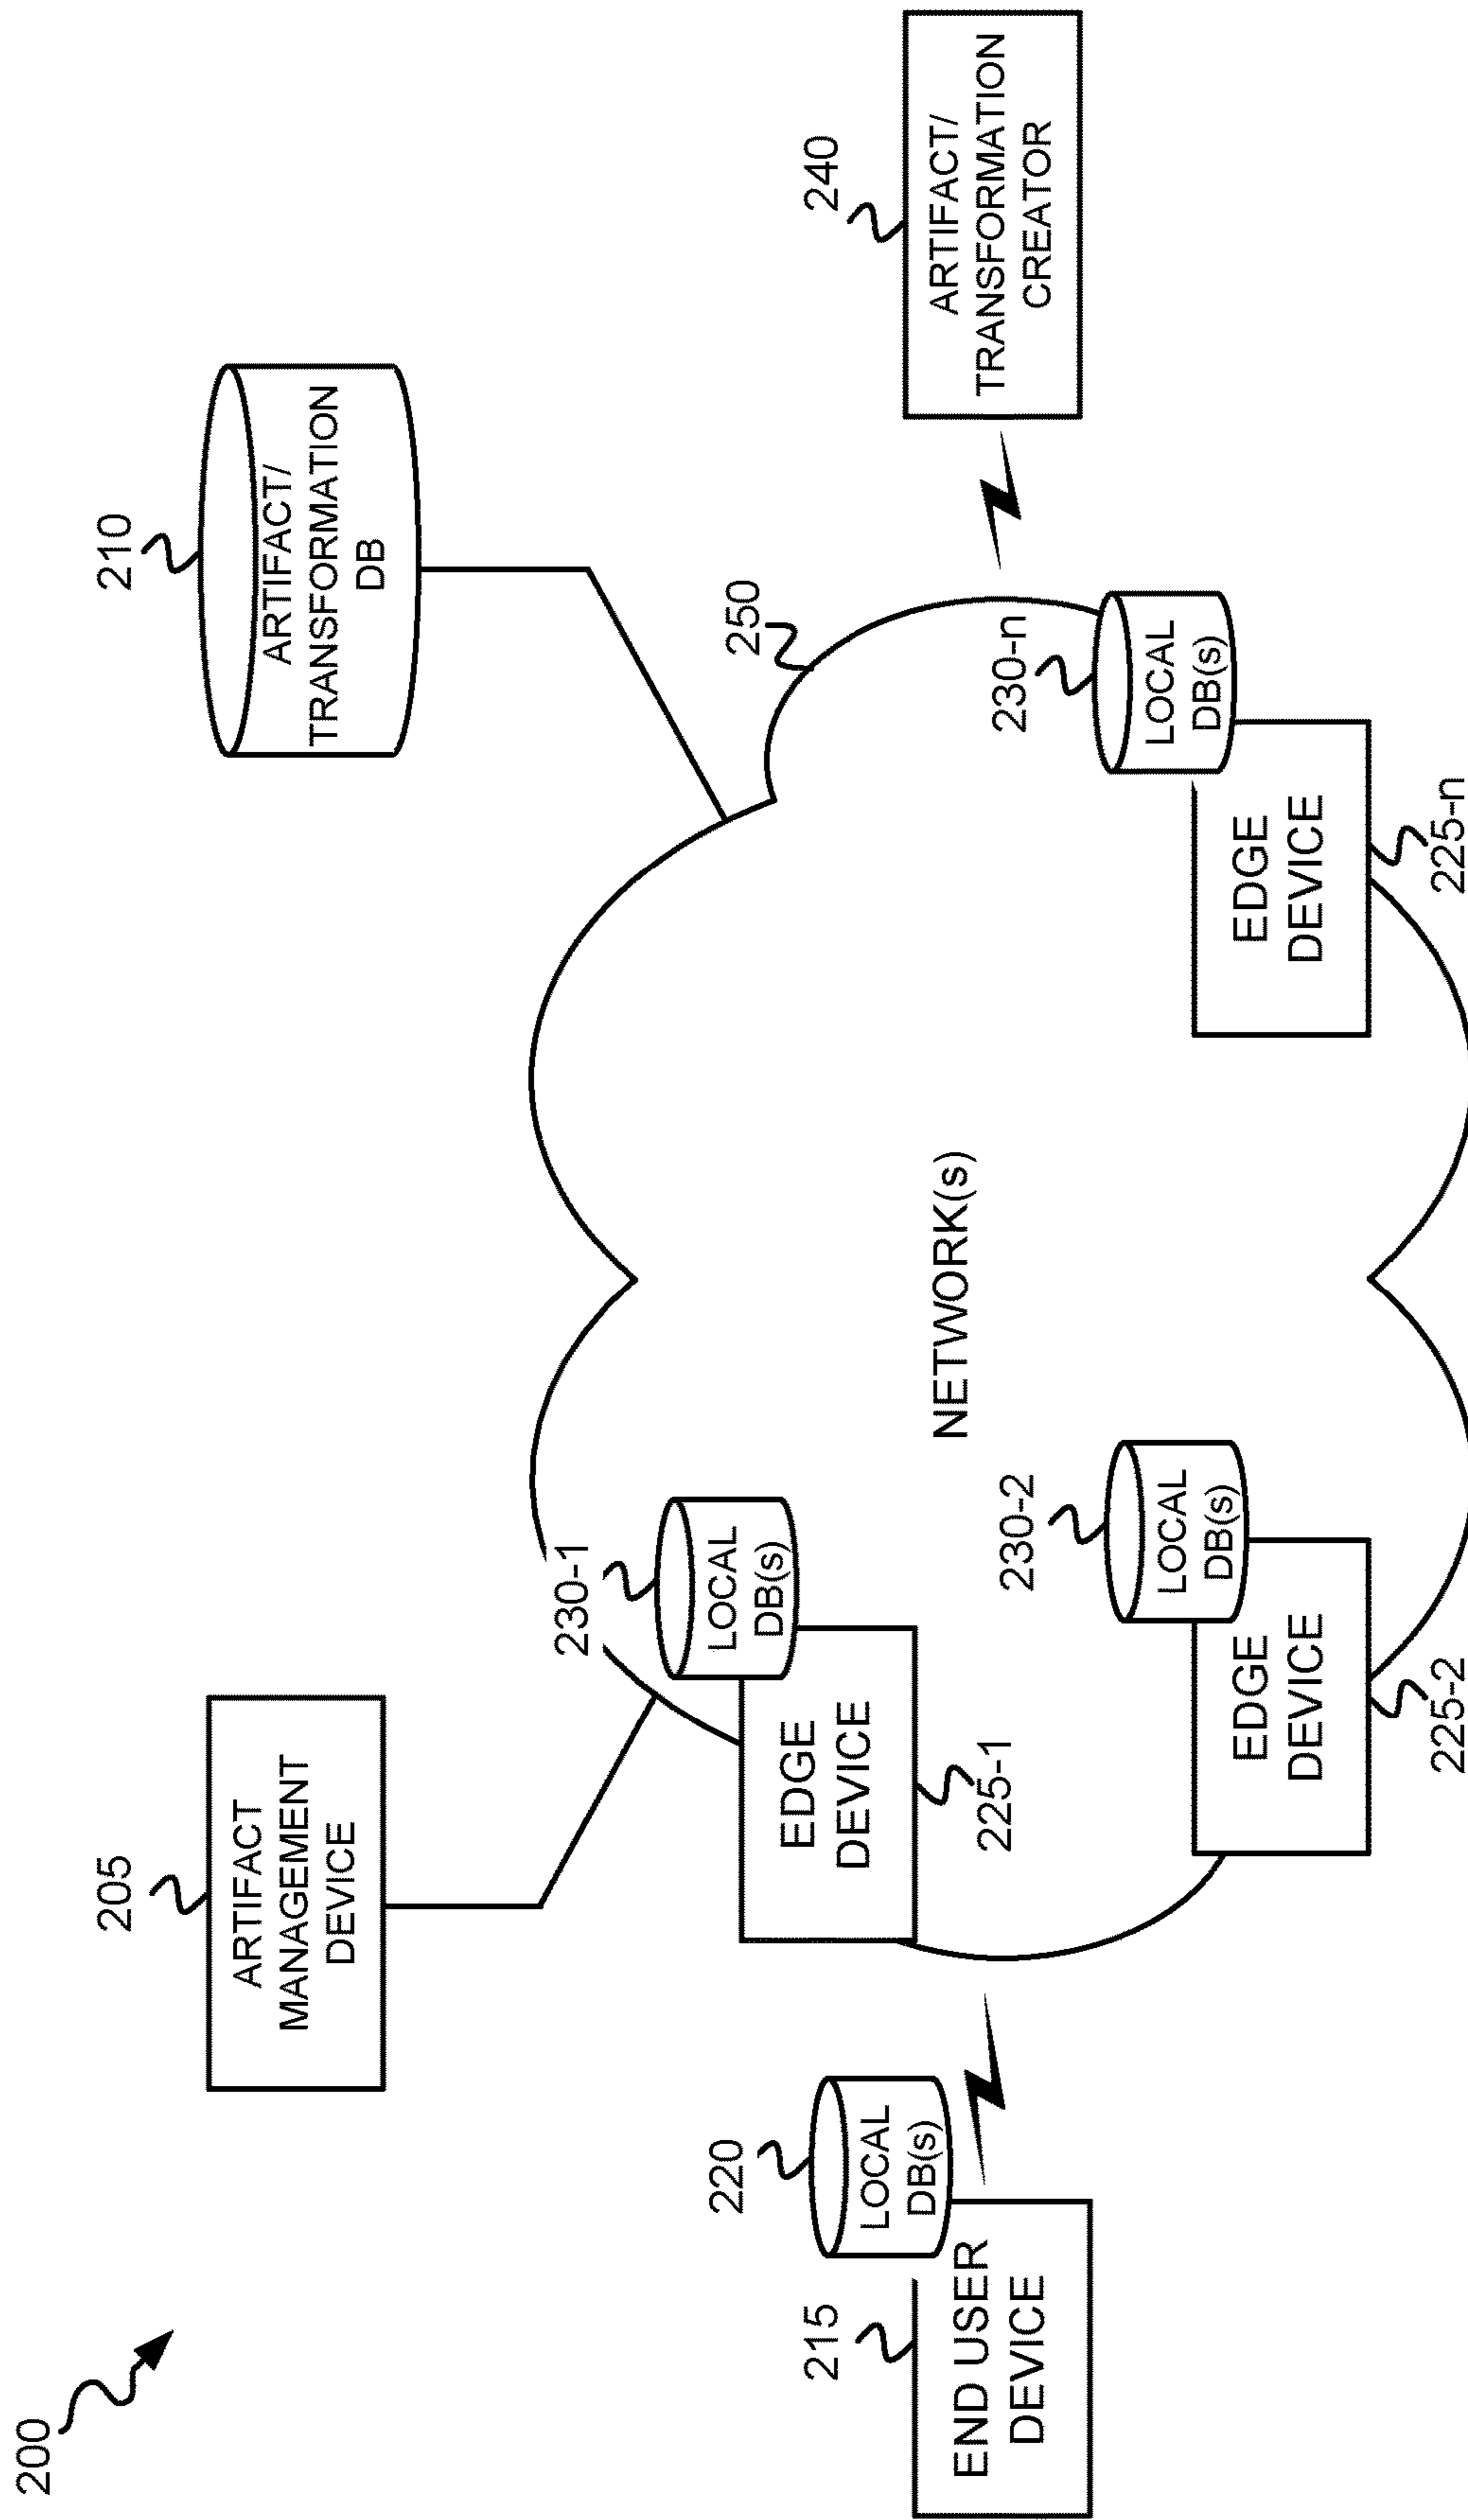 200
205
ARTIFACT
MANAGEMENT
DEVICE
210
ARTIFACT/
TRANSFORMATION
DB
215
END USER
DEVICE
220
LOCAL
DB(s)
230-1
LOCAL
DB(s)
EDGE
DEVICE
225-1
250
NETWORK(s)
240
ARTIFACT/
TRANSFORMATION
CREATOR
230-2
LOCAL
DB(s)
EDGE
DEVICE
225-2
230-n
LOCAL
DB(s)
EDGE
DEVICE
225-n